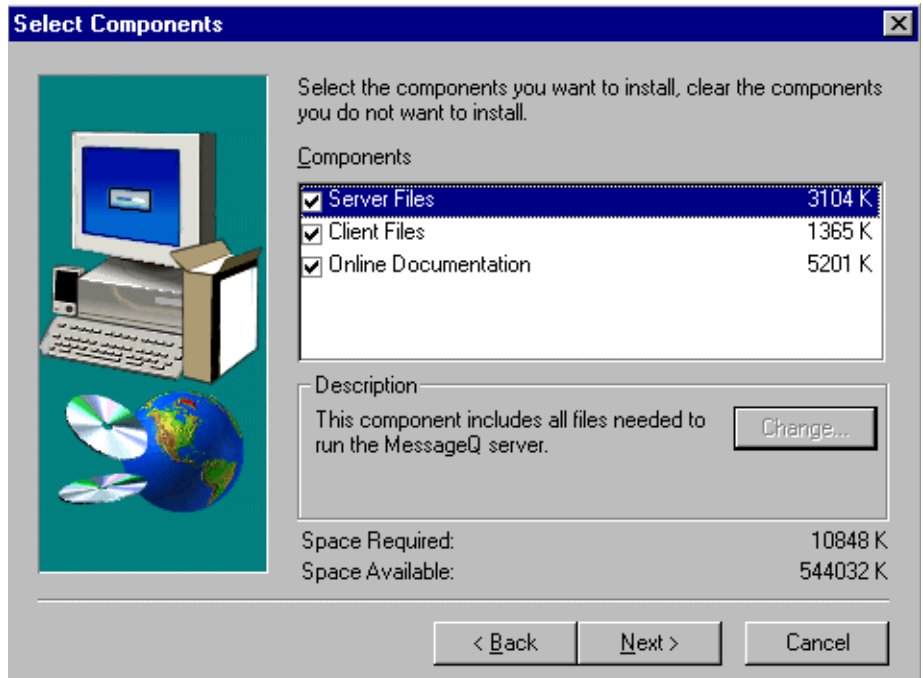 Select Components
Select the components you want to install, clear the components
you do not want to install.
Components
Server Files 3104 K
Client Files 1365 K
Online Documentation 5201 K
Description
This component includes all files needed to
run the MessageQ server.
Change...
Space Required: 10848 K
Space Available: 544032 K
< Back
Next >
Cancel